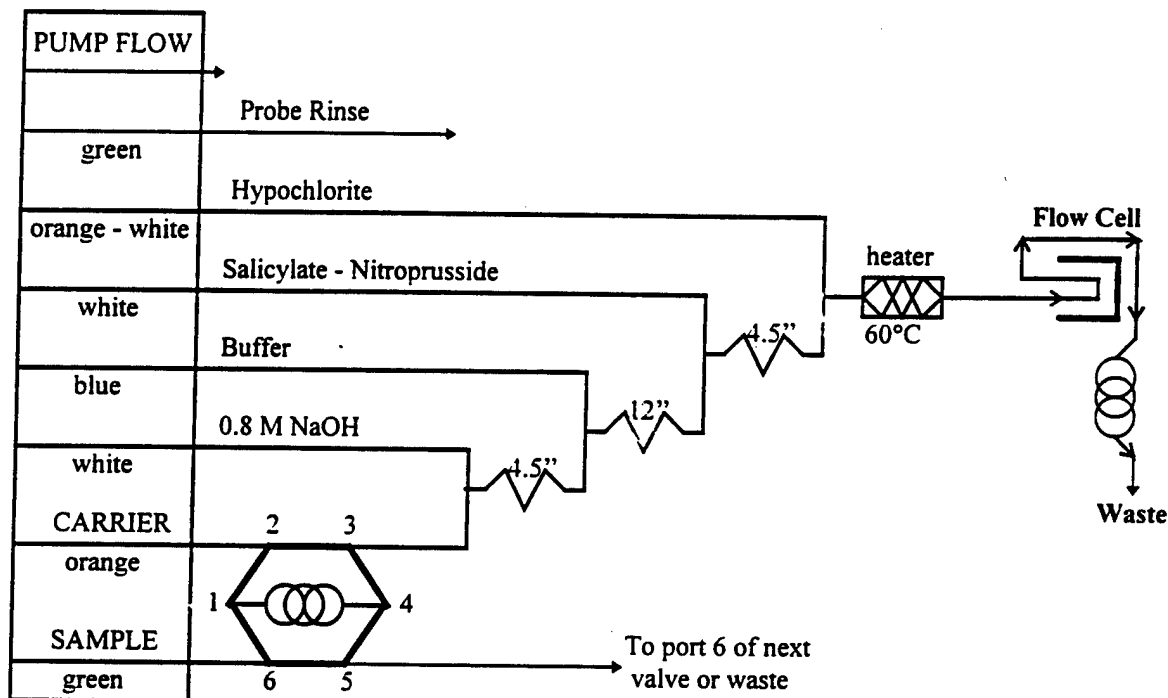 PUMP FLOW
Probe Rinse
green
Hypochlorite
orange - white
Salicylate - Nitroprusside
white
Buffer
blue
0.8 M NaOH
white
CARRIER
orange
SAMPLE
green
4.5”
12”
4.5”
heater
60°C
Flow Cell
Waste
2 3
1 4
6 5
To port 6 of next
valve or waste